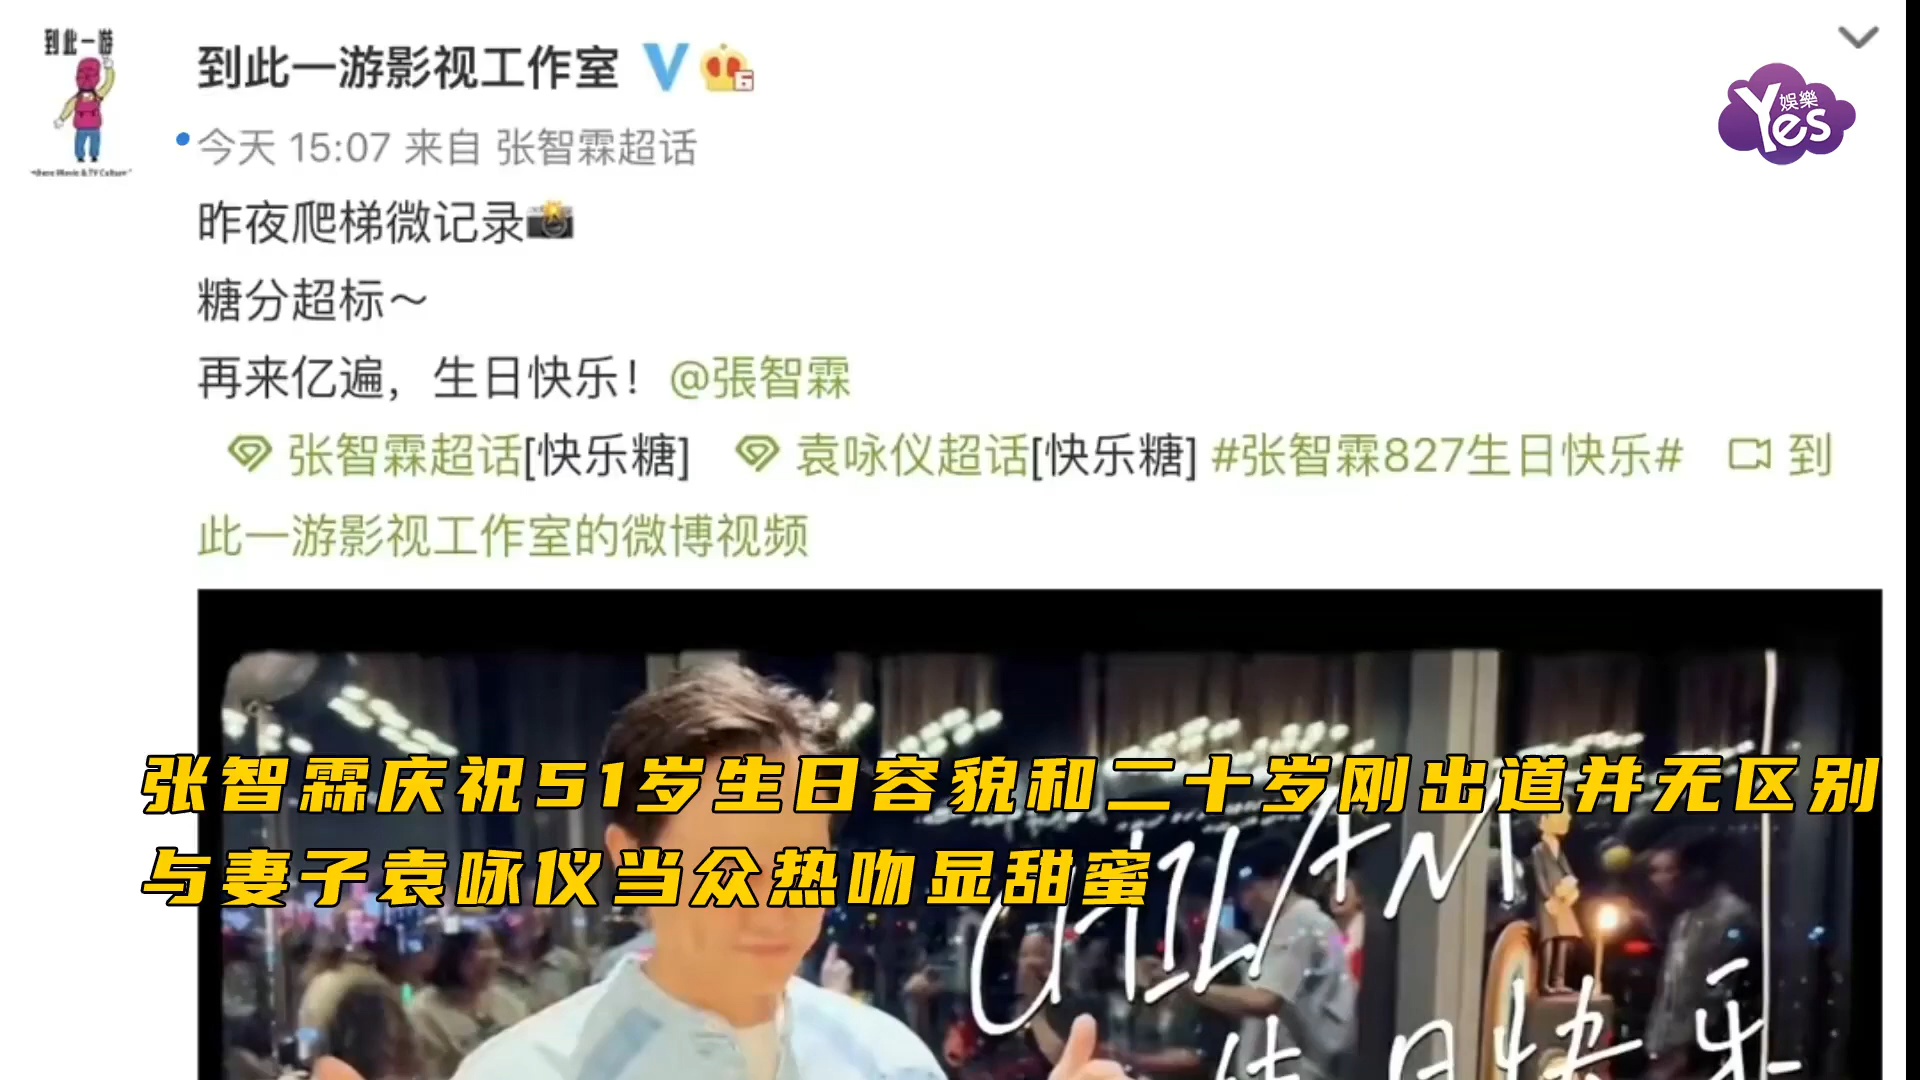 到此一游
到此一游影视工作室
今天 15:07 来自 张智霖超话
娱樂
Yes
昨夜爬梯微记录
糖分超标～
再来亿遍，生日快乐！@張智霖
张智霖超话[快乐糖] 袁咏仪超话[快乐糖] #张智霖827生日快乐# 到
此一游影视工作室的微博视频
张智霖庆祝51岁生日容貌和二十岁刚出道并无区别
与妻子袁咏仪当众热吻显甜蜜
CHILAM
生日快乐